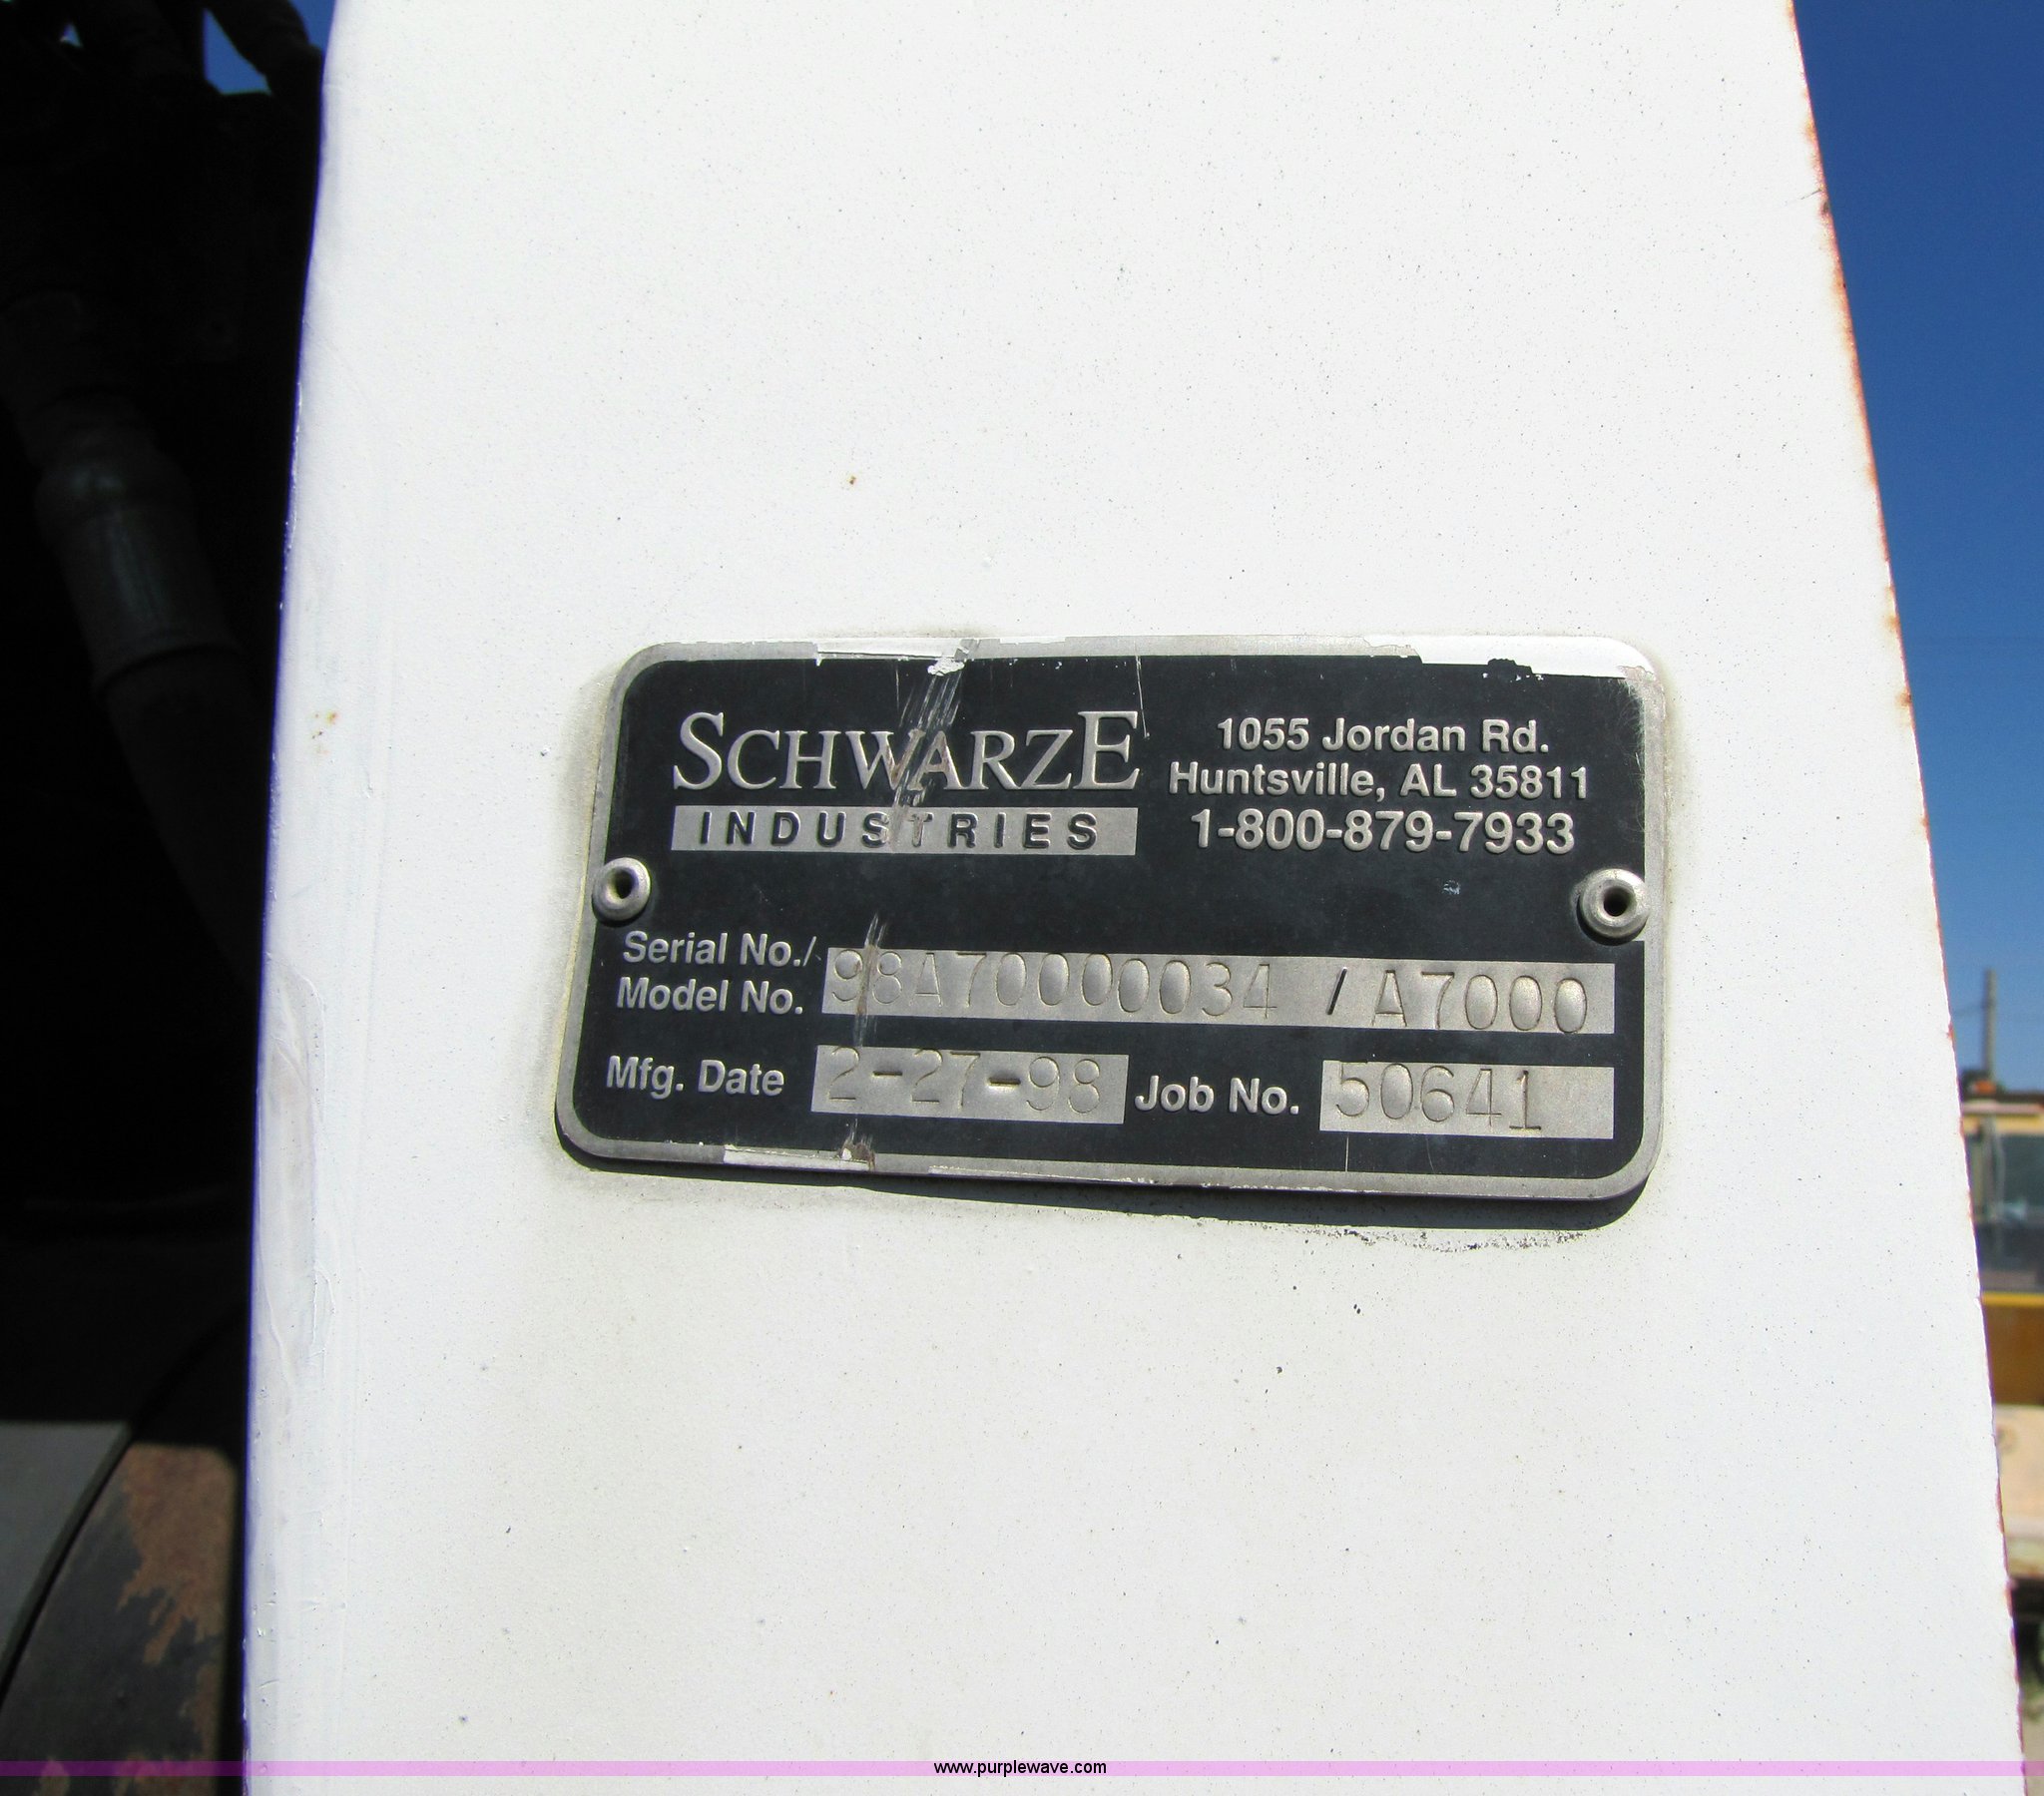 SCHWARZE
INDUSTRIES
1055 Jordan Rd.
Huntsville, AL 35811
1-800-879-7933
Serial No./
Model No.
98A70000034 / A7000
Mfg. Date 2-27-98 Job No. 50641
www.purplewave.com